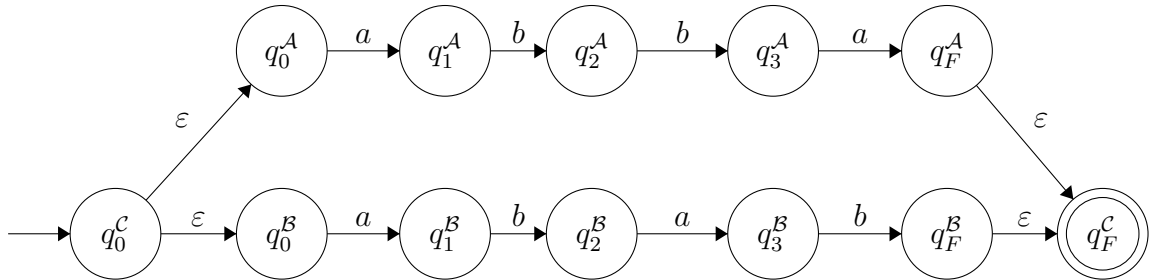 q_0^𝒜 a q_1^𝒜 b q_2^𝒜 b q_3^𝒜 a q_F^𝒜
ε ε
q_0^𝒞 ε q_0^ℬ a q_1^ℬ b q_2^ℬ a q_3^ℬ b q_F^ℬ ε q_F^𝒞